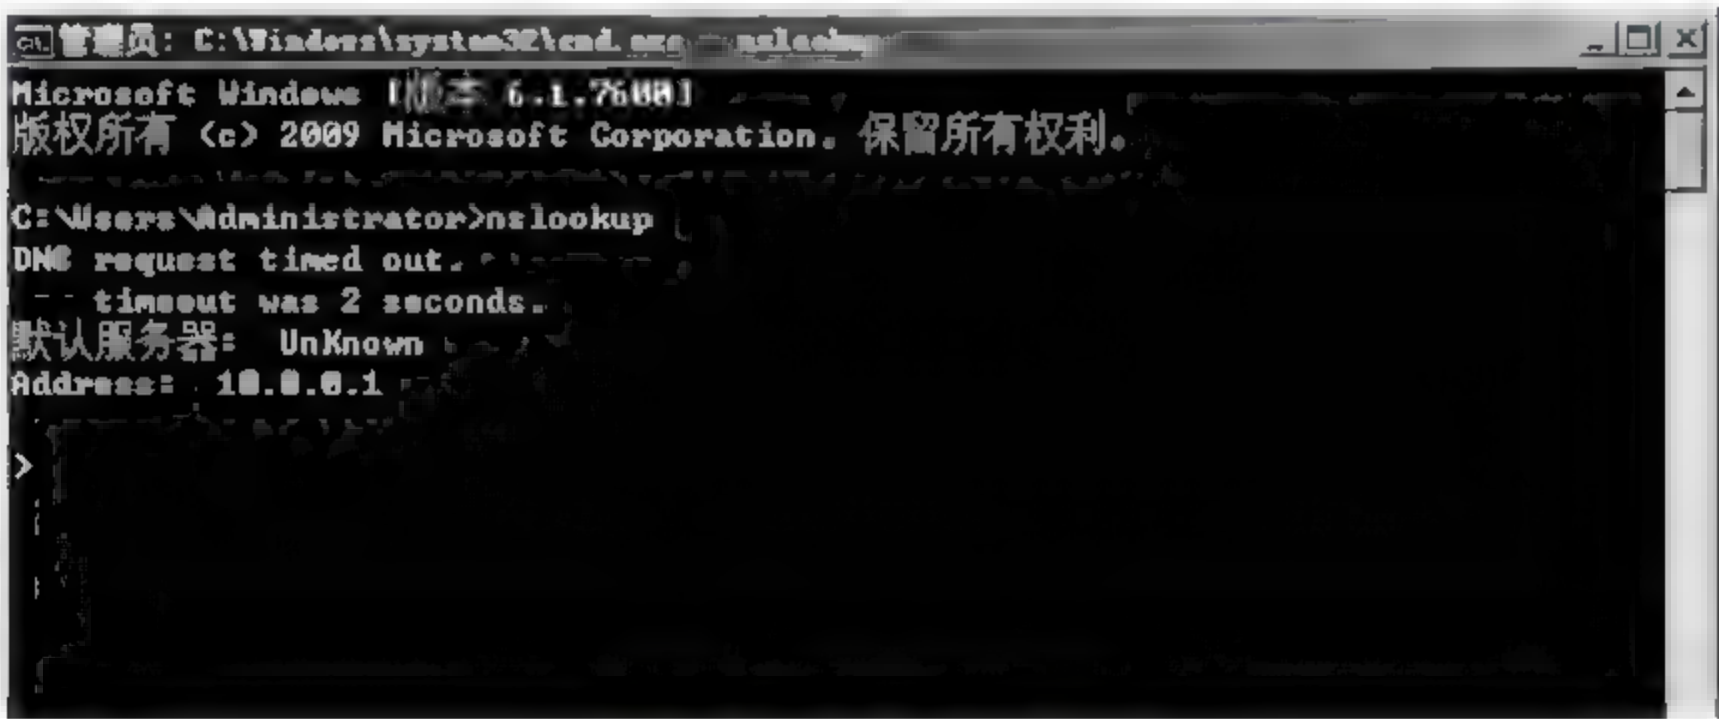 管理员: C:\Windows\system32\cmd.exe - nslookup
Microsoft Windows [版本 6.1.7600]
版权所有 (c) 2009 Microsoft Corporation。保留所有权利。
C:\Users\Administrator>nslookup
DNS request timed out.
timeout was 2 seconds.
默认服务器:  UnKnown
Address:  10.0.0.1
>